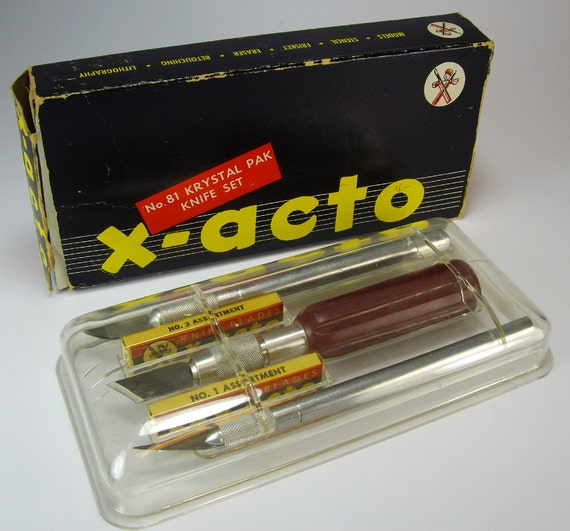 MODELS • STENCIL • FRISKET • ERASER • RETOUCHING • LITHOGRAPHY
No.81 KRYSTAL PAK
KNIFE SET
x-acto
NO. 2 ASSORTMENT
KNIFE BLADES
NO. 1 ASSORTMENT
BLADES